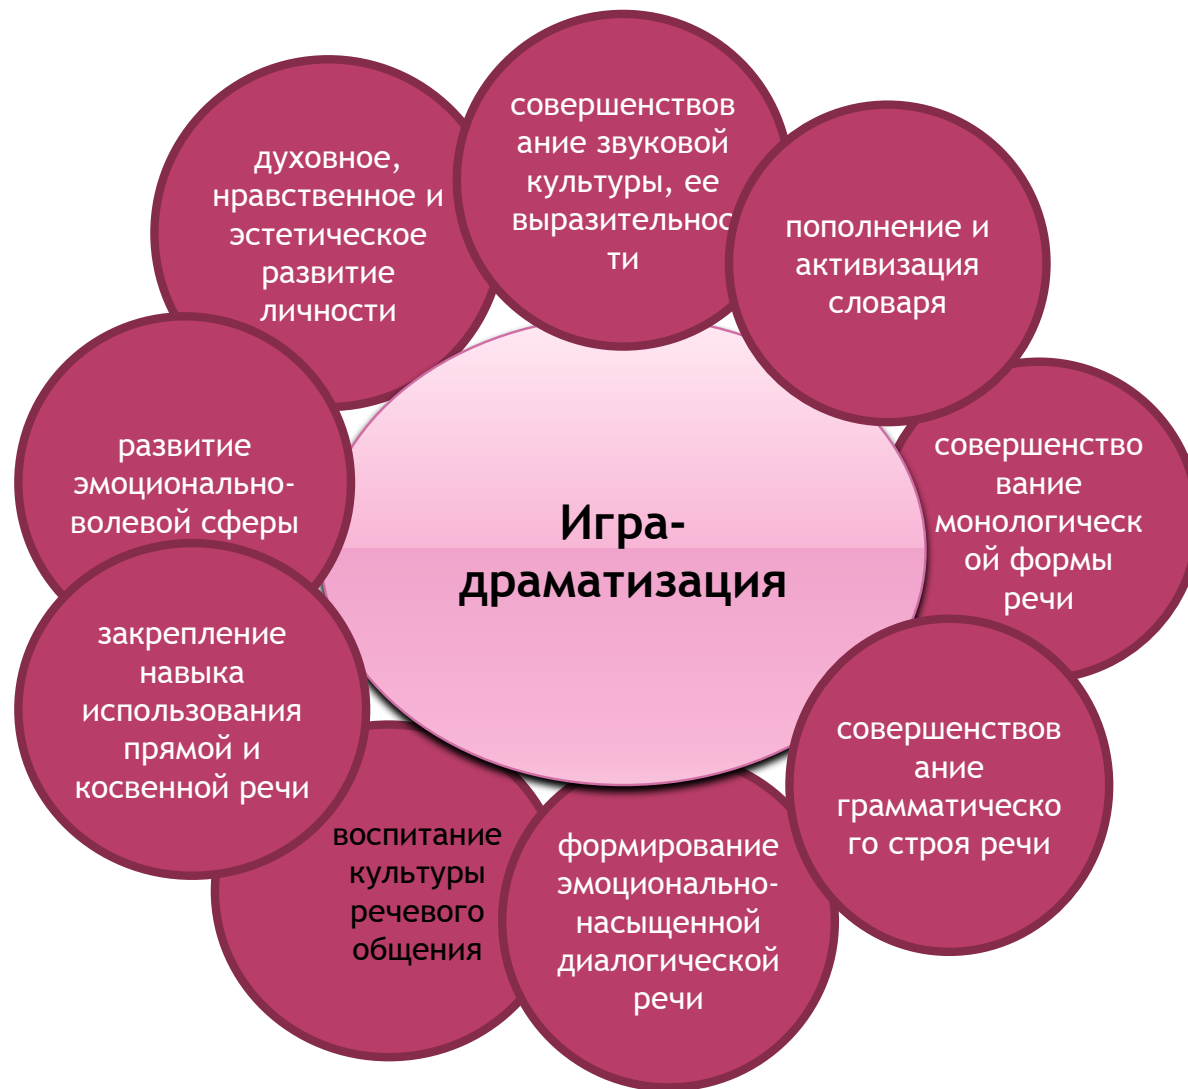 совершенствов
ание звуковой
культуры, ее
выразительнос
ти
пополнение и
активизация
словаря
совершенство
вание
монологическ
ой формы
речи
совершенствов
ание
грамматическо
го строя речи
формирование
эмоционально-
насыщенной
диалогической
речи
воспитание
культуры
речевого
общения
закрепление
навыка
использования
прямой и
косвенной речи
развитие
эмоционально-
волевой сферы
духовное,
нравственное и
эстетическое
развитие
личности
Игра-
драматизация